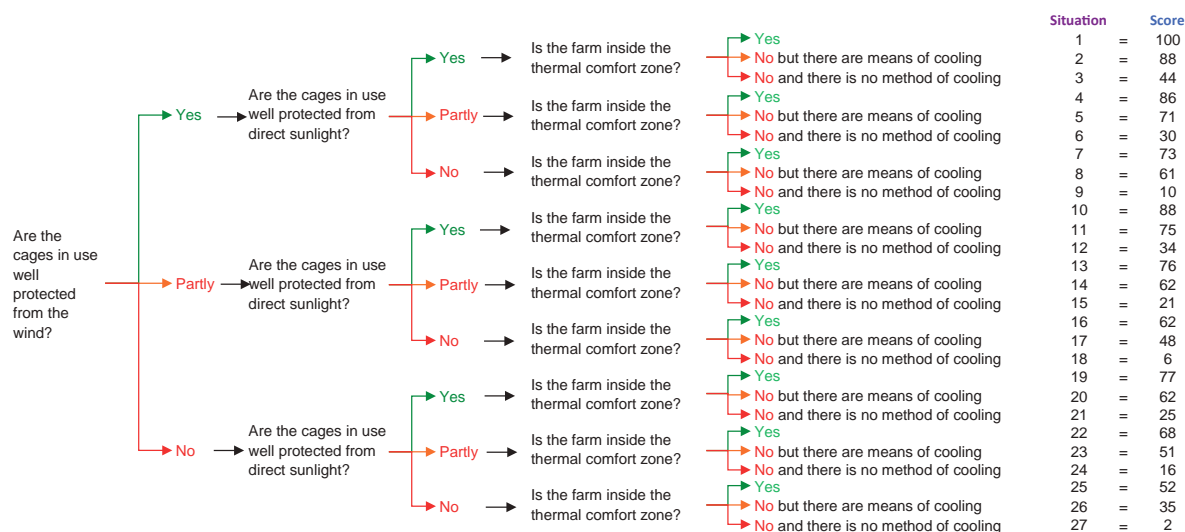 Situation Score
Yes 1 = 100
Yes Is the farm inside the thermal comfort zone? No but there are means of cooling 2 = 88
No and there is no method of cooling 3 = 44
Yes 4 = 86
Yes Are the cages in use well protected from direct sunlight? Partly Is the farm inside the thermal comfort zone? No but there are means of cooling 5 = 71
No and there is no method of cooling 6 = 30
Yes 7 = 73
No Is the farm inside the thermal comfort zone? No but there are means of cooling 8 = 61
No and there is no method of cooling 9 = 10
Yes 10 = 88
Yes Is the farm inside the thermal comfort zone? No but there are means of cooling 11 = 75
No and there is no method of cooling 12 = 34
Yes 13 = 76
Are the cages in use well protected from the wind? Partly Are the cages in use well protected from direct sunlight? Partly Is the farm inside the thermal comfort zone? No but there are means of cooling 14 = 62
No and there is no method of cooling 15 = 21
Yes 16 = 62
No Is the farm inside the thermal comfort zone? No but there are means of cooling 17 = 48
No and there is no method of cooling 18 = 6
Yes 19 = 77
Yes Is the farm inside the thermal comfort zone? No but there are means of cooling 20 = 62
No and there is no method of cooling 21 = 25
Yes 22 = 68
No Are the cages in use well protected from direct sunlight? Partly Is the farm inside the thermal comfort zone? No but there are means of cooling 23 = 51
No and there is no method of cooling 24 = 16
Yes 25 = 52
No Is the farm inside the thermal comfort zone? No but there are means of cooling 26 = 35
No and there is no method of cooling 27 = 2